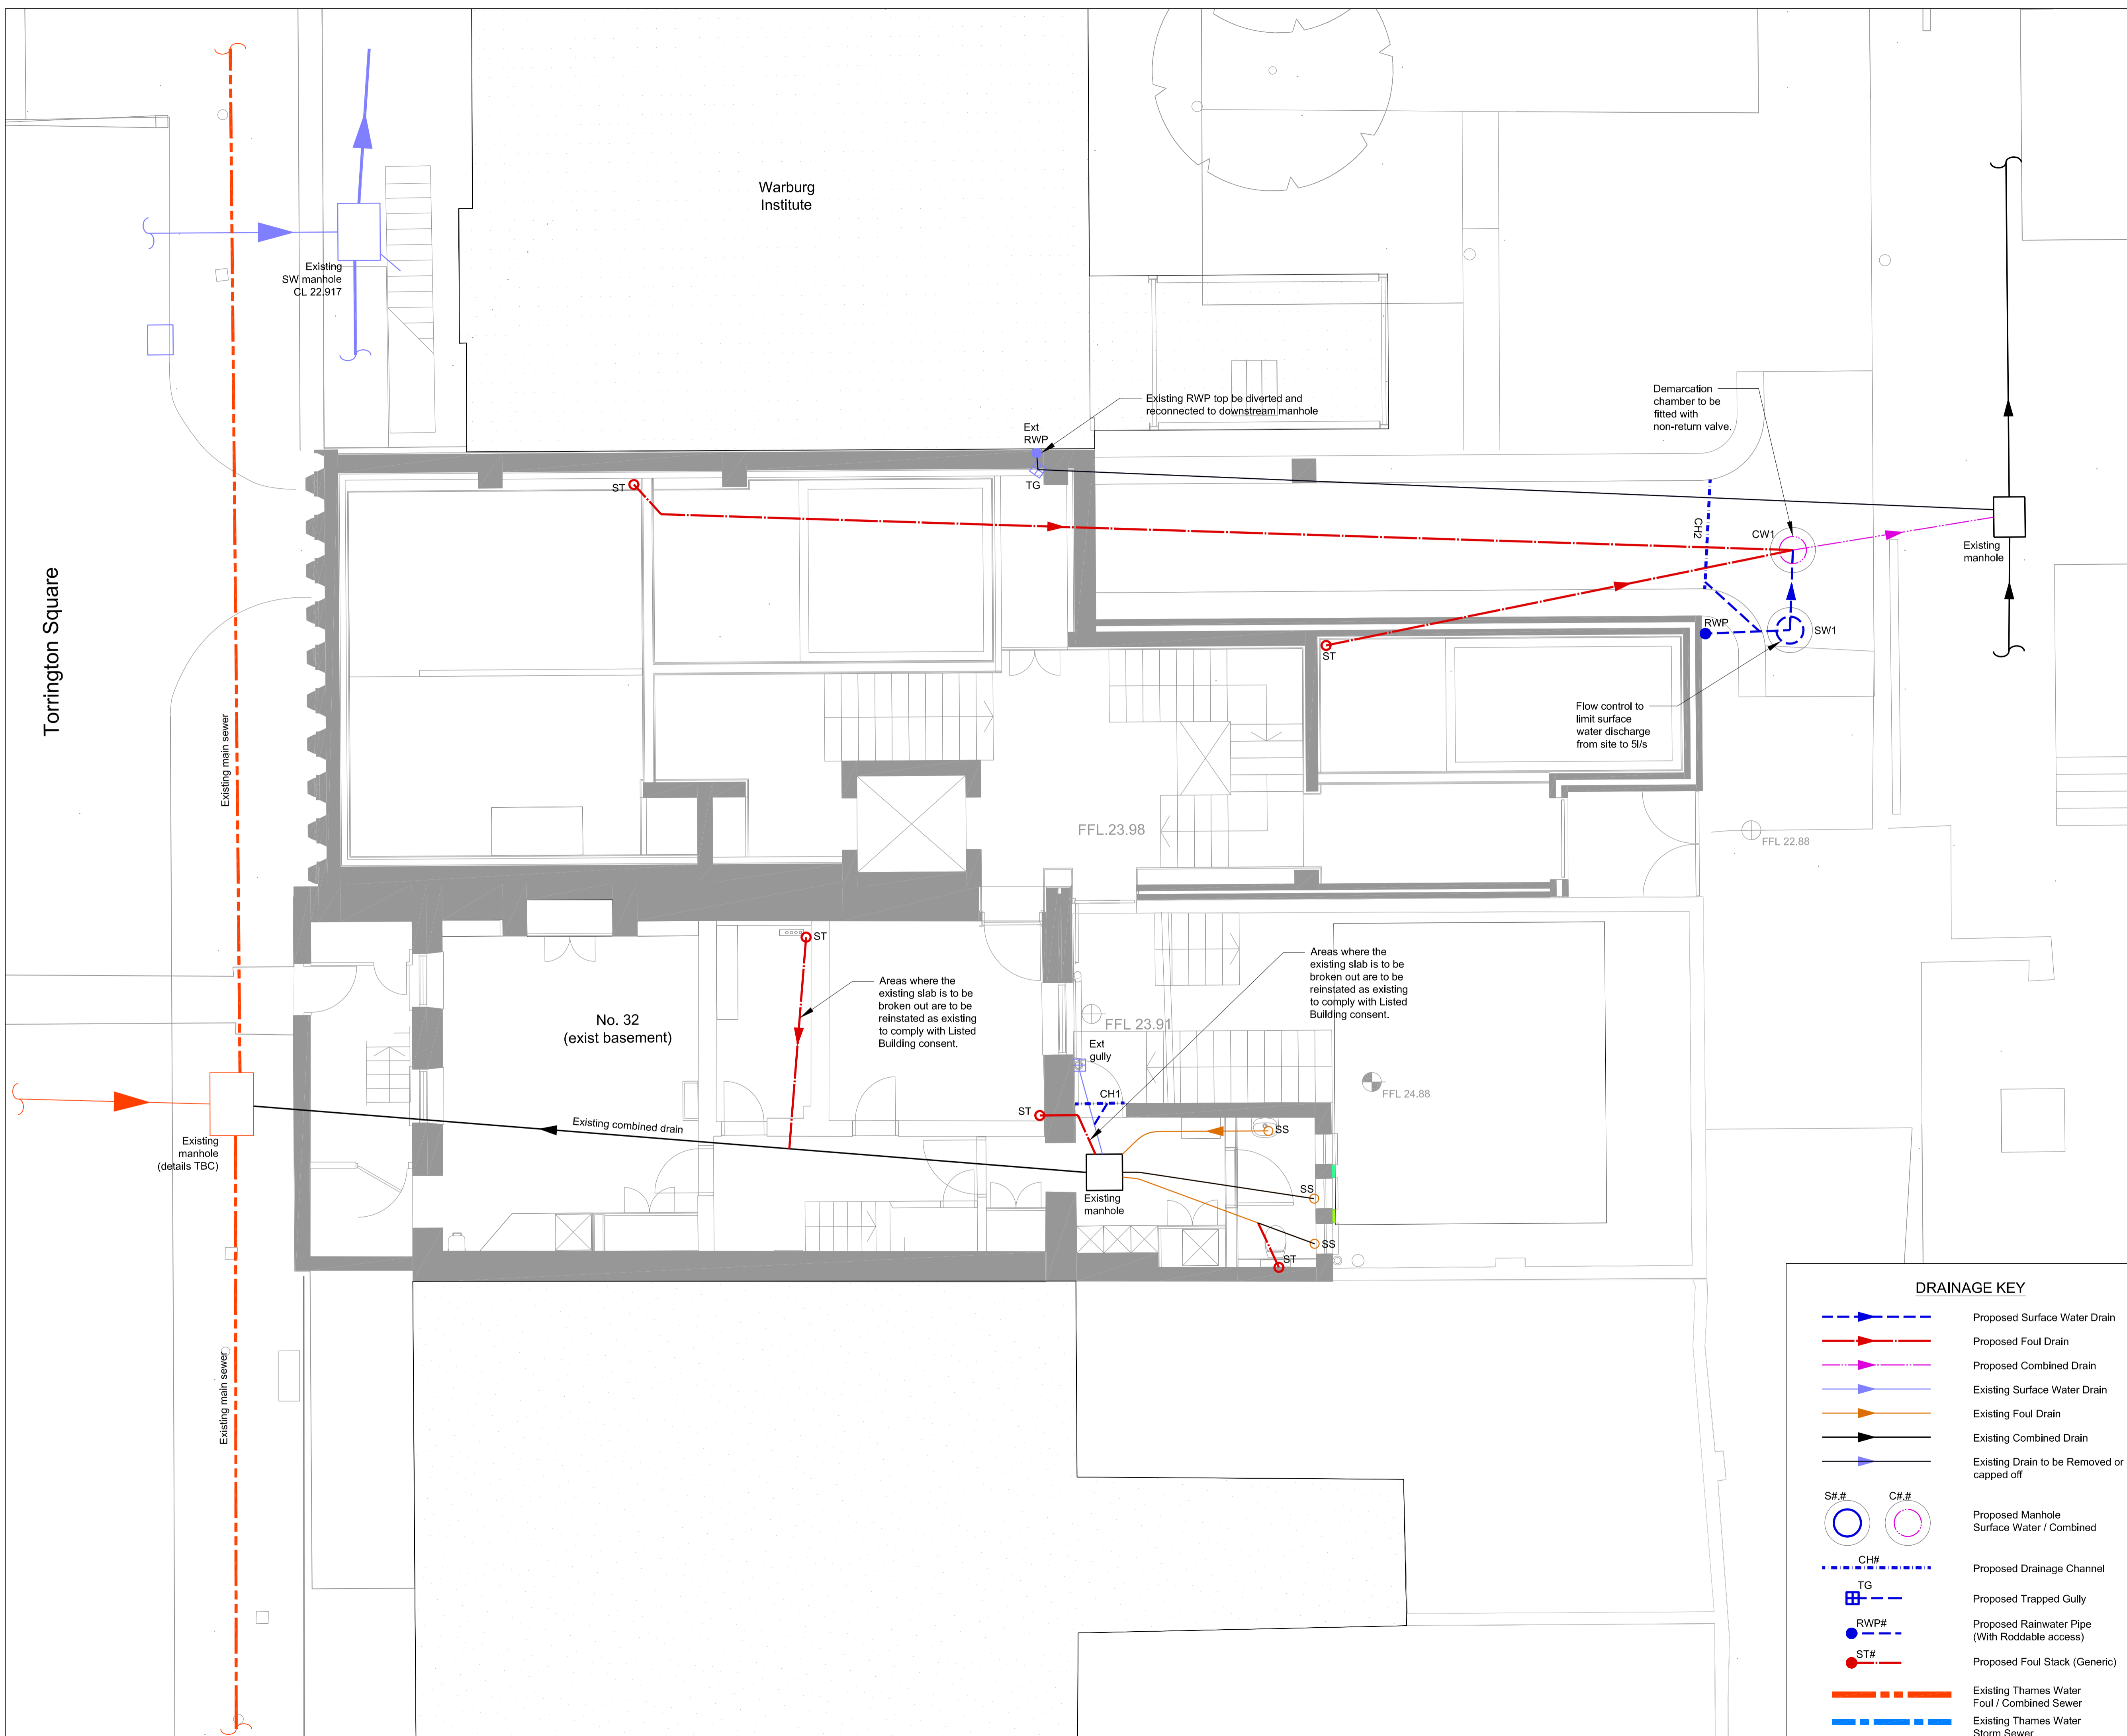 Warburg
Institute
Existing
SW manhole
CL 22.917
Existing RWP top be diverted and
reconnected to downstream manhole
Ext
RWP
TG
Demarcation
chamber to be
fitted with
non-return valve.
ST
CH2
CW1
Existing
manhole
RWP
SW1
ST
Flow control to
limit surface
water discharge
from site to 5l/s
Torrington Square
Existing main sewer
FFL.23.98
FFL 22.88
ST
Areas where the
existing slab is to be
broken out are to be
reinstated as existing
to comply with Listed
Building consent.
Areas where the
existing slab is to be
broken out are to be
reinstated as existing
to comply with Listed
Building consent.
No. 32
(exist basement)
FFL 23.91
Ext
gully
FFL 24.88
CH1
ST
SS
Existing combined drain
Existing
manhole
(details TBC)
SS
Existing
manhole
SS
ST
Existing main sewer
DRAINAGE KEY
Proposed Surface Water Drain
Proposed Foul Drain
Proposed Combined Drain
Existing Surface Water Drain
Existing Foul Drain
Existing Combined Drain
Existing Drain to be Removed or
capped off
S#.# C#.#
Proposed Manhole
Surface Water / Combined
CH#
Proposed Drainage Channel
TG
Proposed Trapped Gully
RWP#
Proposed Rainwater Pipe
(With Roddable access)
ST#
Proposed Foul Stack (Generic)
Existing Thames Water
Foul / Combined Sewer
Existing Thames Water
Storm Sewer